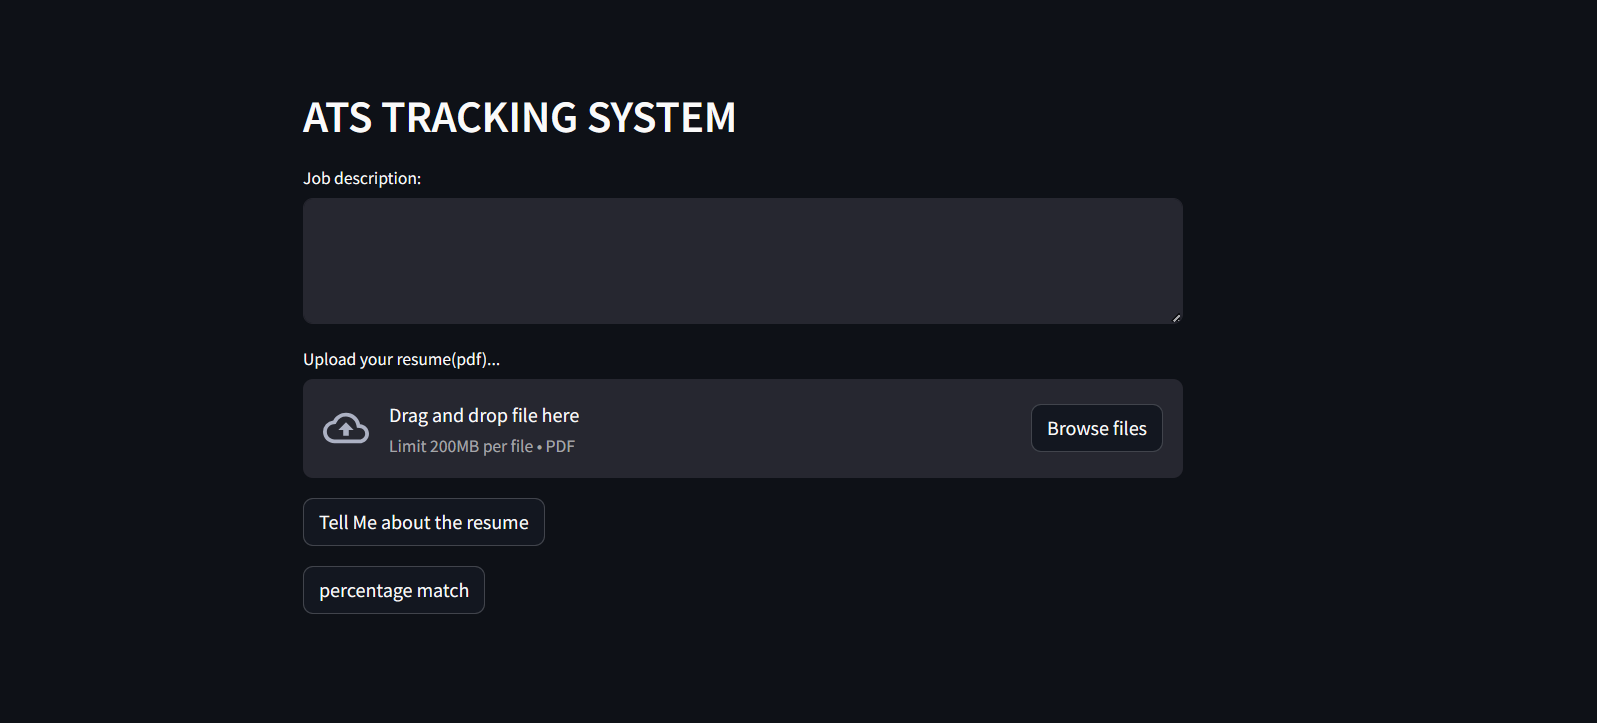 ATS TRACKING SYSTEM
Job description:
Upload your resume(pdf)...
Drag and drop file here
Limit 200MB per file • PDF
Browse files
Tell Me about the resume
percentage match